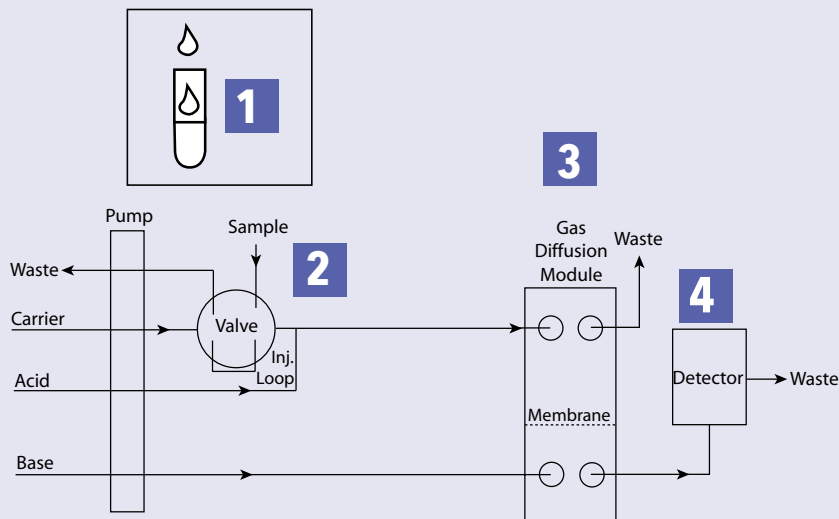 1
3
Pump
Sample
Gas
Diffusion
Module
Waste
2
Waste
4
Carrier
Valve
Inj.
Loop
Acid
Detector
Waste
Membrane
Base